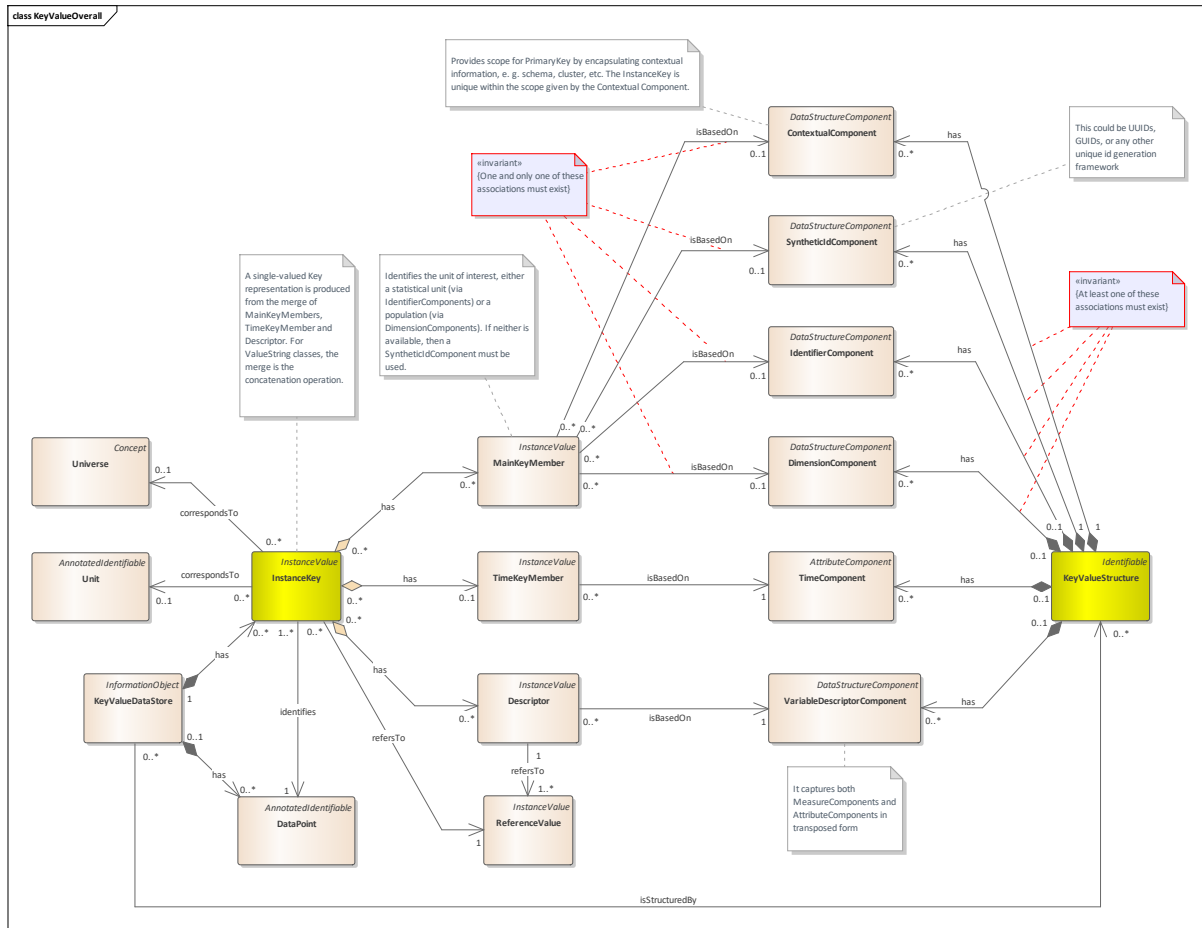 class KeyValueOverall
Provides scope for PrimaryKey by encapsulating contextual
information, e. g. schema, cluster, etc. The InstanceKey is
unique within the scope given by the Contextual Component.
DataStructureComponent
ContextualComponent
This could be UUIDs,
GUIDs, or any other
unique id generation
framework
isBasedOn
0..1
has
0..*
«invariant»
{One and only one of these
associations must exist}
DataStructureComponent
SyntheticIdComponent
isBasedOn
0..1
has
0..*
A single-valued Key
representation is produced
from the merge of
MainKeyMembers,
TimeKeyMember and
Descriptor. For
ValueString classes, the
merge is the
concatenation operation.
Identifies the unit of interest, either
a statistical unit (via
IdentifierComponents) or a
population (via
DimensionComponents). If neither is
available, then a
SyntheticIdComponent must be
used.
«invariant»
{At least one of these
associations must exist}
DataStructureComponent
IdentifierComponent
isBasedOn
0..1
has
0..*
Concept
Universe
0..1
correspondsTo
0..*
InstanceValue
MainKeyMember
0..*
0..*
0..*
0..*
0..*
has
0..*
isBasedOn
0..1
DataStructureComponent
DimensionComponent
has
0..*
0..1
0..1
1
1
AnnotatedIdentifiable
Unit
correspondsTo
0..1
0..*
InstanceValue
InstanceKey
has
0..*
0..1
InstanceValue
TimeKeyMember
isBasedOn
0..*
1
AttributeComponent
TimeComponent
has
0..*
0..1
Identifiable
KeyValueStructure
0..1
0..*
0..*
0..*
1..*
0..*
has
1
InformationObject
KeyValueDataStore
0..1
0..*
has
0..*
identifies
1
refersTo
1
has
0..*
InstanceValue
Descriptor
0..*
isBasedOn
1
DataStructureComponent
VariableDescriptorComponent
has
0..*
1
refersTo
1..*
AnnotatedIdentifiable
DataPoint
InstanceValue
ReferenceValue
It captures both
MeasureComponents and
AttributeComponents in
transposed form
isStructuredBy